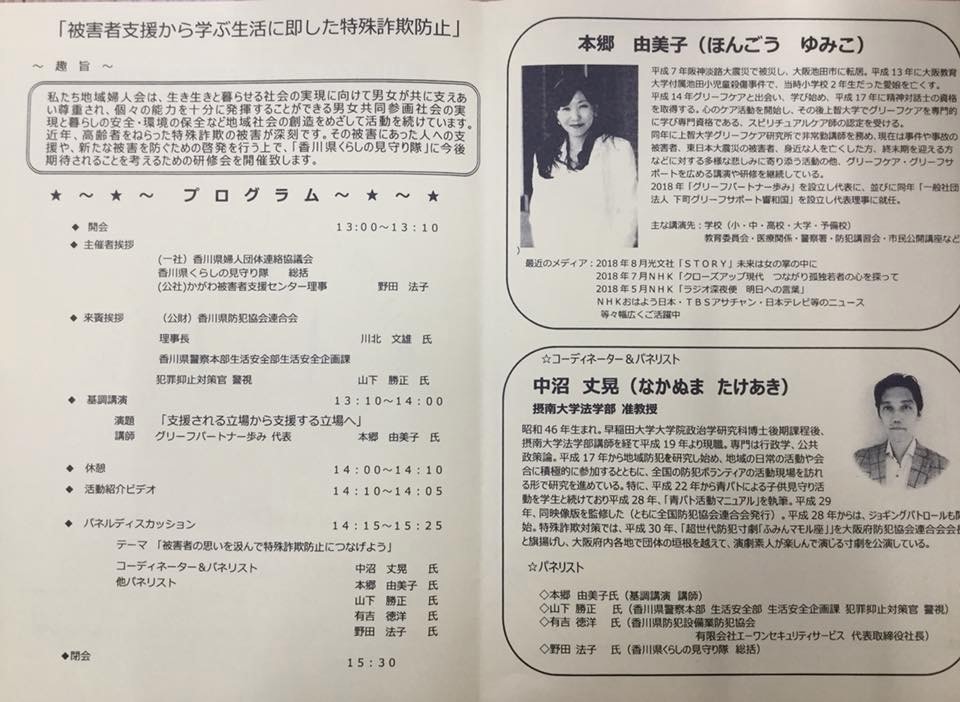 「被害者支援から学ぶ生活に即した特殊詐欺防止」
～ 趣 旨 ～
私たち地域婦人会は、生き生きと暮らせる社会の実現に向けて男女が共に支えあ
い尊重され、個々の能力を十分に発揮することができる男女共同参画社会の実
現と暮らしの安全・環境の保全など地域社会の創造をめざして活動を続けています。
近年、高齢者をねらった特殊詐欺の被害が深刻です。その被害にあった人への支
援や、新たな被害を防ぐための啓発を行う上で、「香川県くらしの見守り隊」に今後
期待されることを考えるための研修会を開催致します。
★ ～ ★ ～ プ ロ グ ラ ム ～ ★ ～ ★
◆ 開会 13:00～13:10
◆ 主催者挨拶
(一社) 香川県婦人団体連絡協議会
香川県くらしの見守り隊 総括
(公社)かがわ被害者支援センター理事 野田 法子
◆ 来賓挨拶 (公財) 香川県防犯協会連合会
理事長 川北 文雄 氏
香川県警察本部生活安全部生活安全企画課
犯罪抑止対策官 警視 山下 勝正 氏
◆ 基調講演 13:10～14:00
演題 「支援される立場から支援する立場へ」
講師 グリーフパートナー歩み 代表 本郷 由美子 氏
◆ 休憩 14:00～14:10
◆ 活動紹介ビデオ 14:10～14:05
◆ パネルディスカッション 14:15～15:25
テーマ 「被害者の思いを汲んで特殊詐欺防止につなげよう」
コーディネーター＆パネリスト 中沼 丈晃 氏
他パネリスト 本郷 由美子 氏
山下 勝正 氏
有吉 徳洋 氏
野田 法子 氏
◆閉会 15:30
本郷 由美子（ほんごう ゆみこ）
平成7年阪神淡路大震災で被災し、大阪池田市に転居。平成13年に大阪教育
大学付属池田小児童殺傷事件で、当時小学校2年生だった愛娘を亡くす。
平成14年グリーフケアと出会い、学び始め、平成17年に精神対話士の資格
を取得する。心のケア活動を開始し、その後上智大学でグリーフケアを専門的
に学び専門資格である、スピリチュアルケア師の認定を受ける。
同年に上智大学グリーフケア研究所で非常勤講師を務め、現在は事件や事故の
被害者、東日本大震災の被害者、身近な人を亡くした方、終末期を迎える方
などに対する多様な悲しみに寄り添う活動の他、グリーフケア・グリーフサ
ポートを広める講演や研修を継続している。
2018年「グリーフパートナー歩み」を設立し代表に、並びに同年「一般社団
法人 下町グリーフサポート響和国」を設立し代表理事に就任。
主な講演先：学校（小・中・高校・大学・予備校）
教育委員会・医療関係・警察署・防犯講習会・市民公開講座など
)
最近のメディア：2018年8月光文社「STORY」未来は女の掌の中に
2018年7月NHK「クローズアップ現代 つながり孤独若者の心を探って
2018年5月NHK「ラジオ深夜便 明日への言葉」
NHKおはよう日本・TBSアサチャン・日本テレビ等のニュース
等々幅広くご活躍中
☆コーディネーター＆パネリスト
中沼 丈晃（なかぬま たけあき）
摂南大学法学部 准教授
昭和46年生まれ。早稲田大学大学院政治学研究科博士後期課程後、
摂南大学法学部講師を経て平成19年より現職。専門は行政学、公共
政策論。平成17年から地域防犯を研究し始め、地域の日常の活動や会
合に積極的に参加するとともに、全国の防犯ボランティアの活動現場を訪れ
る形で研究を進めている。特に、平成22年から青パトによる子供見守り活
動を学生と続けており平成28年、「青パト活動マニュアル」を執筆。平成29
年、同映像版を監修した（ともに全国防犯協会連合会発行）。平成28年からは、ジョギングパトロールも開
始。特殊詐欺対策では、平成30年、「超世代防犯寸劇「ふみんマモル座」」を大阪府防犯協会連合会会長
と旗揚げし、大阪府内各地で団体の垣根を越えて、演劇素人が楽しんで演じる寸劇を公演している。
☆パネリスト
◇本郷 由美子氏（基調講演 講師）
◇山下 勝正 氏（香川県警察本部 生活安全部 生活安全企画課 犯罪抑止対策官 警視）
◇有吉 徳洋 氏（香川県防犯設備業防犯協会
有限会社エーワンセキュリティサービス 代表取締役社長）
◇野田 法子 氏（香川県くらしの見守り隊 総括）